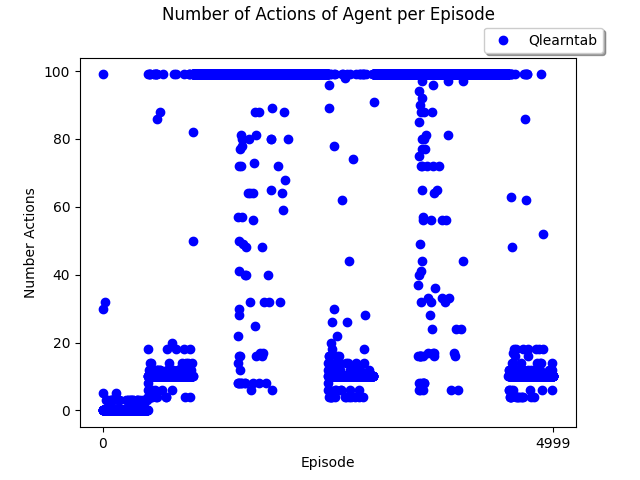 Number of Actions of Agent per Episode
Qlearntab
100
80
60
40
20
0
Number Actions
0
4999
Episode